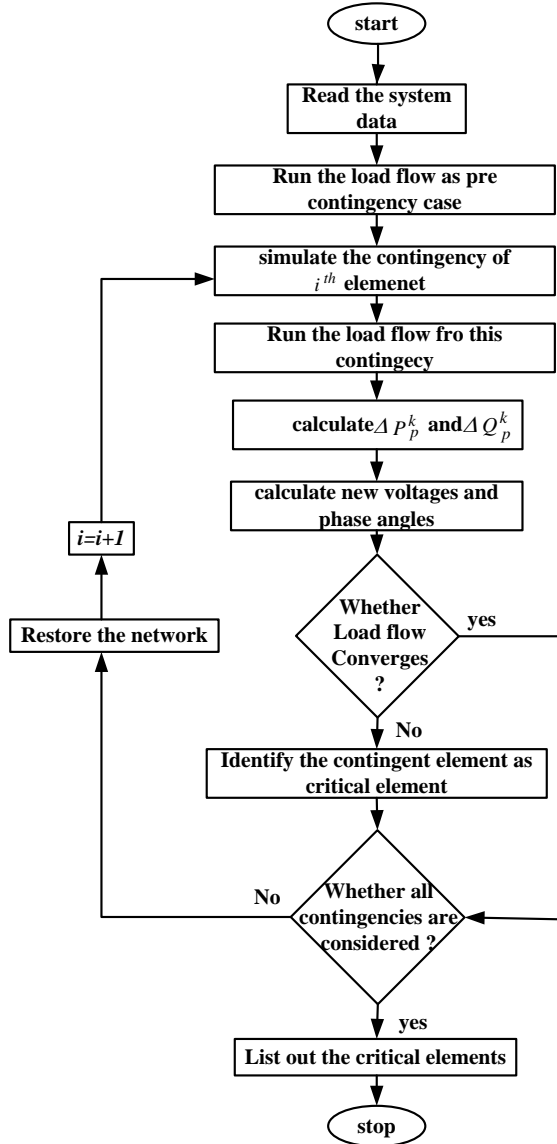 start
Read the system
data
Run the load flow as pre
contingency case
simulate the contingency of
i^th elemenet
Run the load flow fro this
contingecy
calculate Δ P_p^k and Δ Q_p^k
calculate new voltages and
phase angles
i=i+1
Whether
Load flow
Converges
?
yes
Restore the network
No
Identify the contingent element as
critical element
No
Whether all
contingencies are
considered ?
yes
List out the critical elements
stop